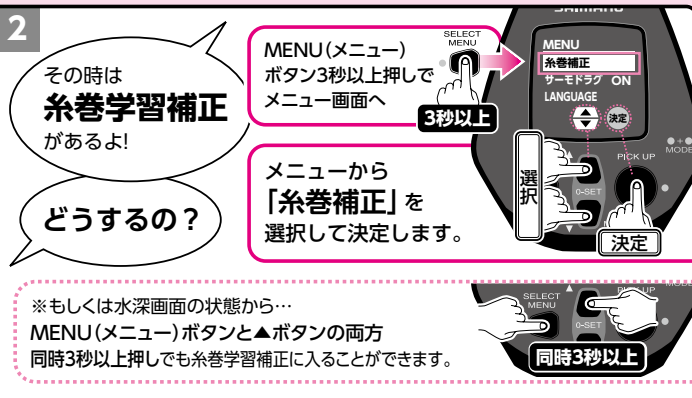 2
その時は
糸巻学習補正
があるよ!
どうするの？
MENU（メニュー）
ボタン3秒以上押しで
メニュー画面へ
SELECT
MENU
3秒以上
メニューから
「糸巻補正」を
選択して決定します。
SHIMANO
MENU
糸巻補正
サーモドラグ ON
LANGUAGE
決定
MODE
PICK UP
▲
0-SET
▼
選択
決定
※もしくは水深画面の状態から…
MENU（メニュー）ボタンと▲ボタンの両方
同時3秒以上押しでも糸巻学習補正に入ることができます。
SELECT
MENU
▲
PICK UP
MODE
0-SET
同時3秒以上